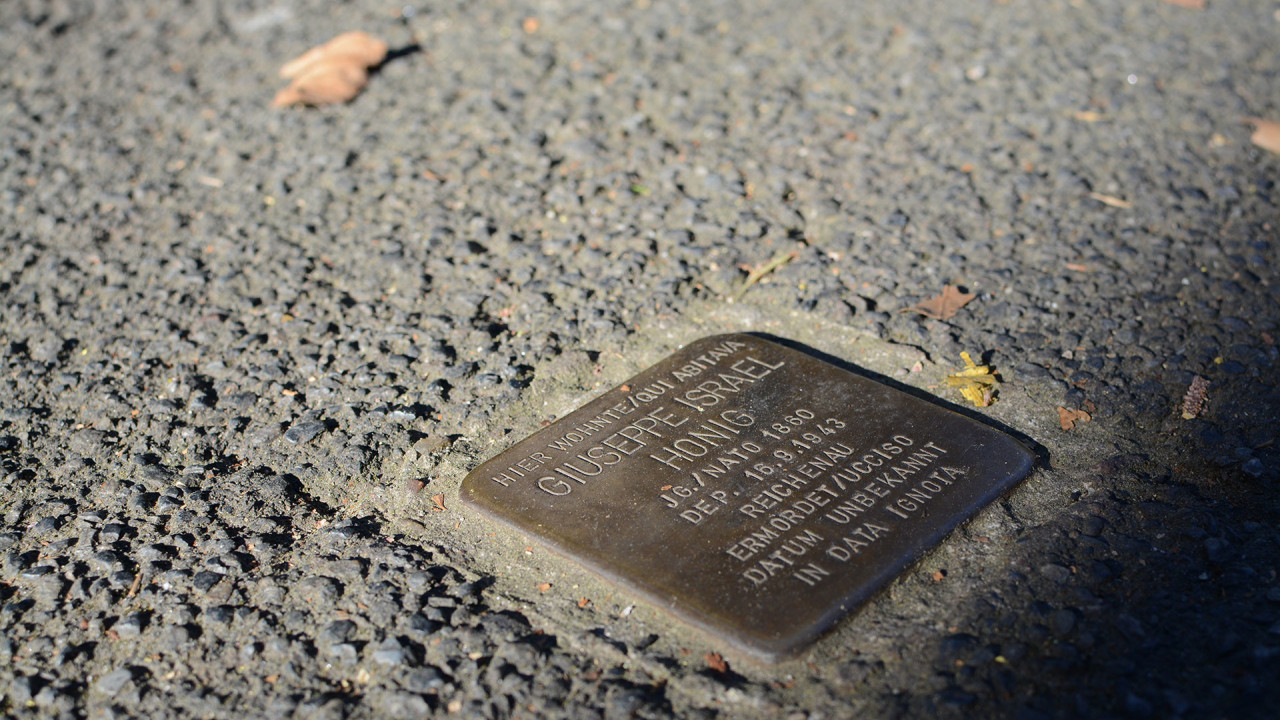 HIER WOHNTE/QUI ABITAVA
GIUSEPPE ISRAEL
HONIG
JG./NATO 1860
DEP. 16.9.1943
REICHENAU
ERMORDET/UCCISO
DATUM UNBEKANNT
IN DATA IGNOTA